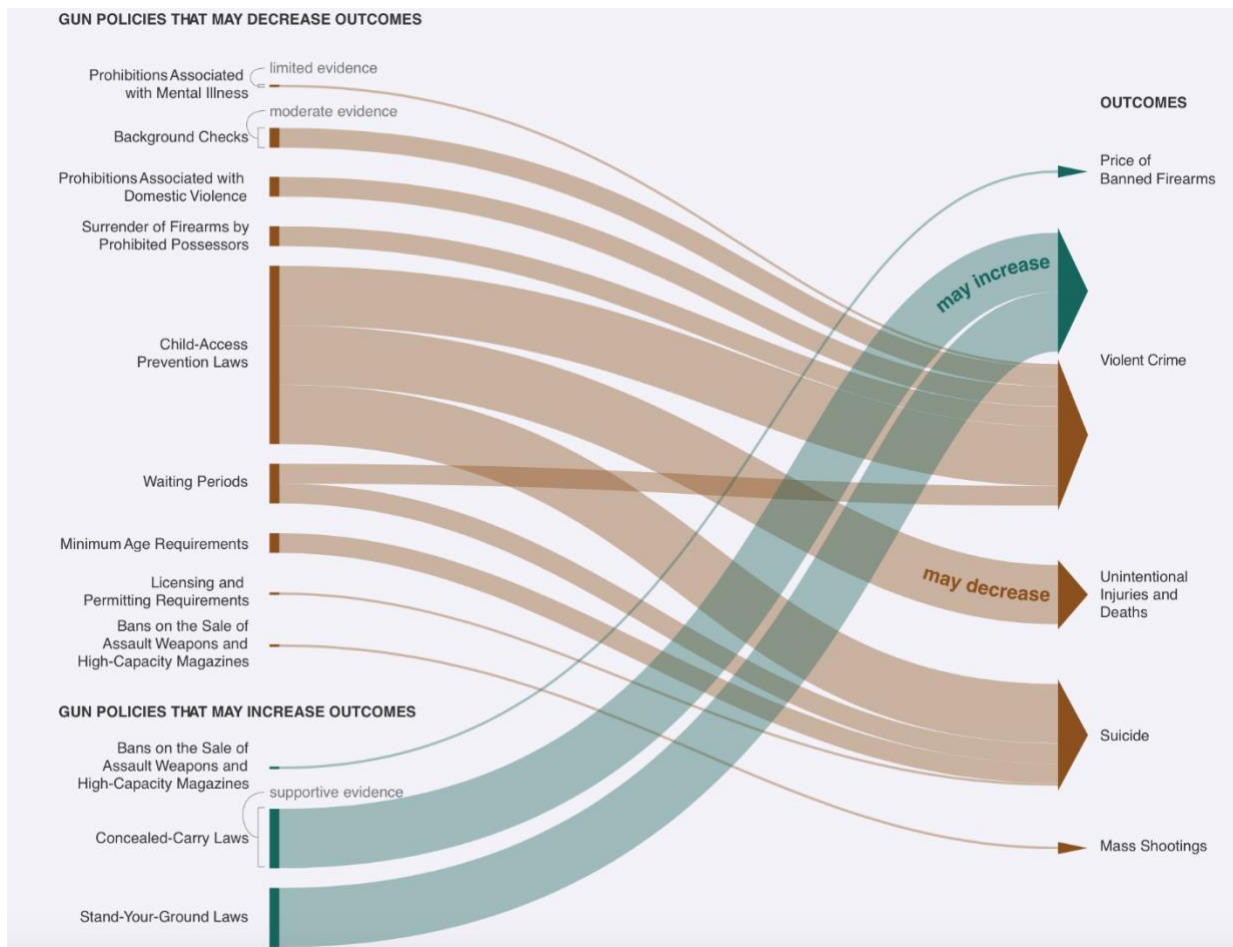 GUN POLICIES THAT MAY DECREASE OUTCOMES
limited evidence
Prohibitions Associated
with Mental Illness
moderate evidence
Background Checks
Prohibitions Associated with
Domestic Violence
Surrender of Firearms by
Prohibited Possessors
Child-Access
Prevention Laws
Waiting Periods
Minimum Age Requirements
Licensing and
Permitting Requirements
Bans on the Sale of
Assault Weapons and
High-Capacity Magazines
GUN POLICIES THAT MAY INCREASE OUTCOMES
Bans on the Sale of
Assault Weapons and
High-Capacity Magazines
supportive evidence
Concealed-Carry Laws
Stand-Your-Ground Laws
may increase
may decrease
OUTCOMES
Price of
Banned Firearms
Violent Crime
Unintentional
Injuries and
Deaths
Suicide
Mass Shootings